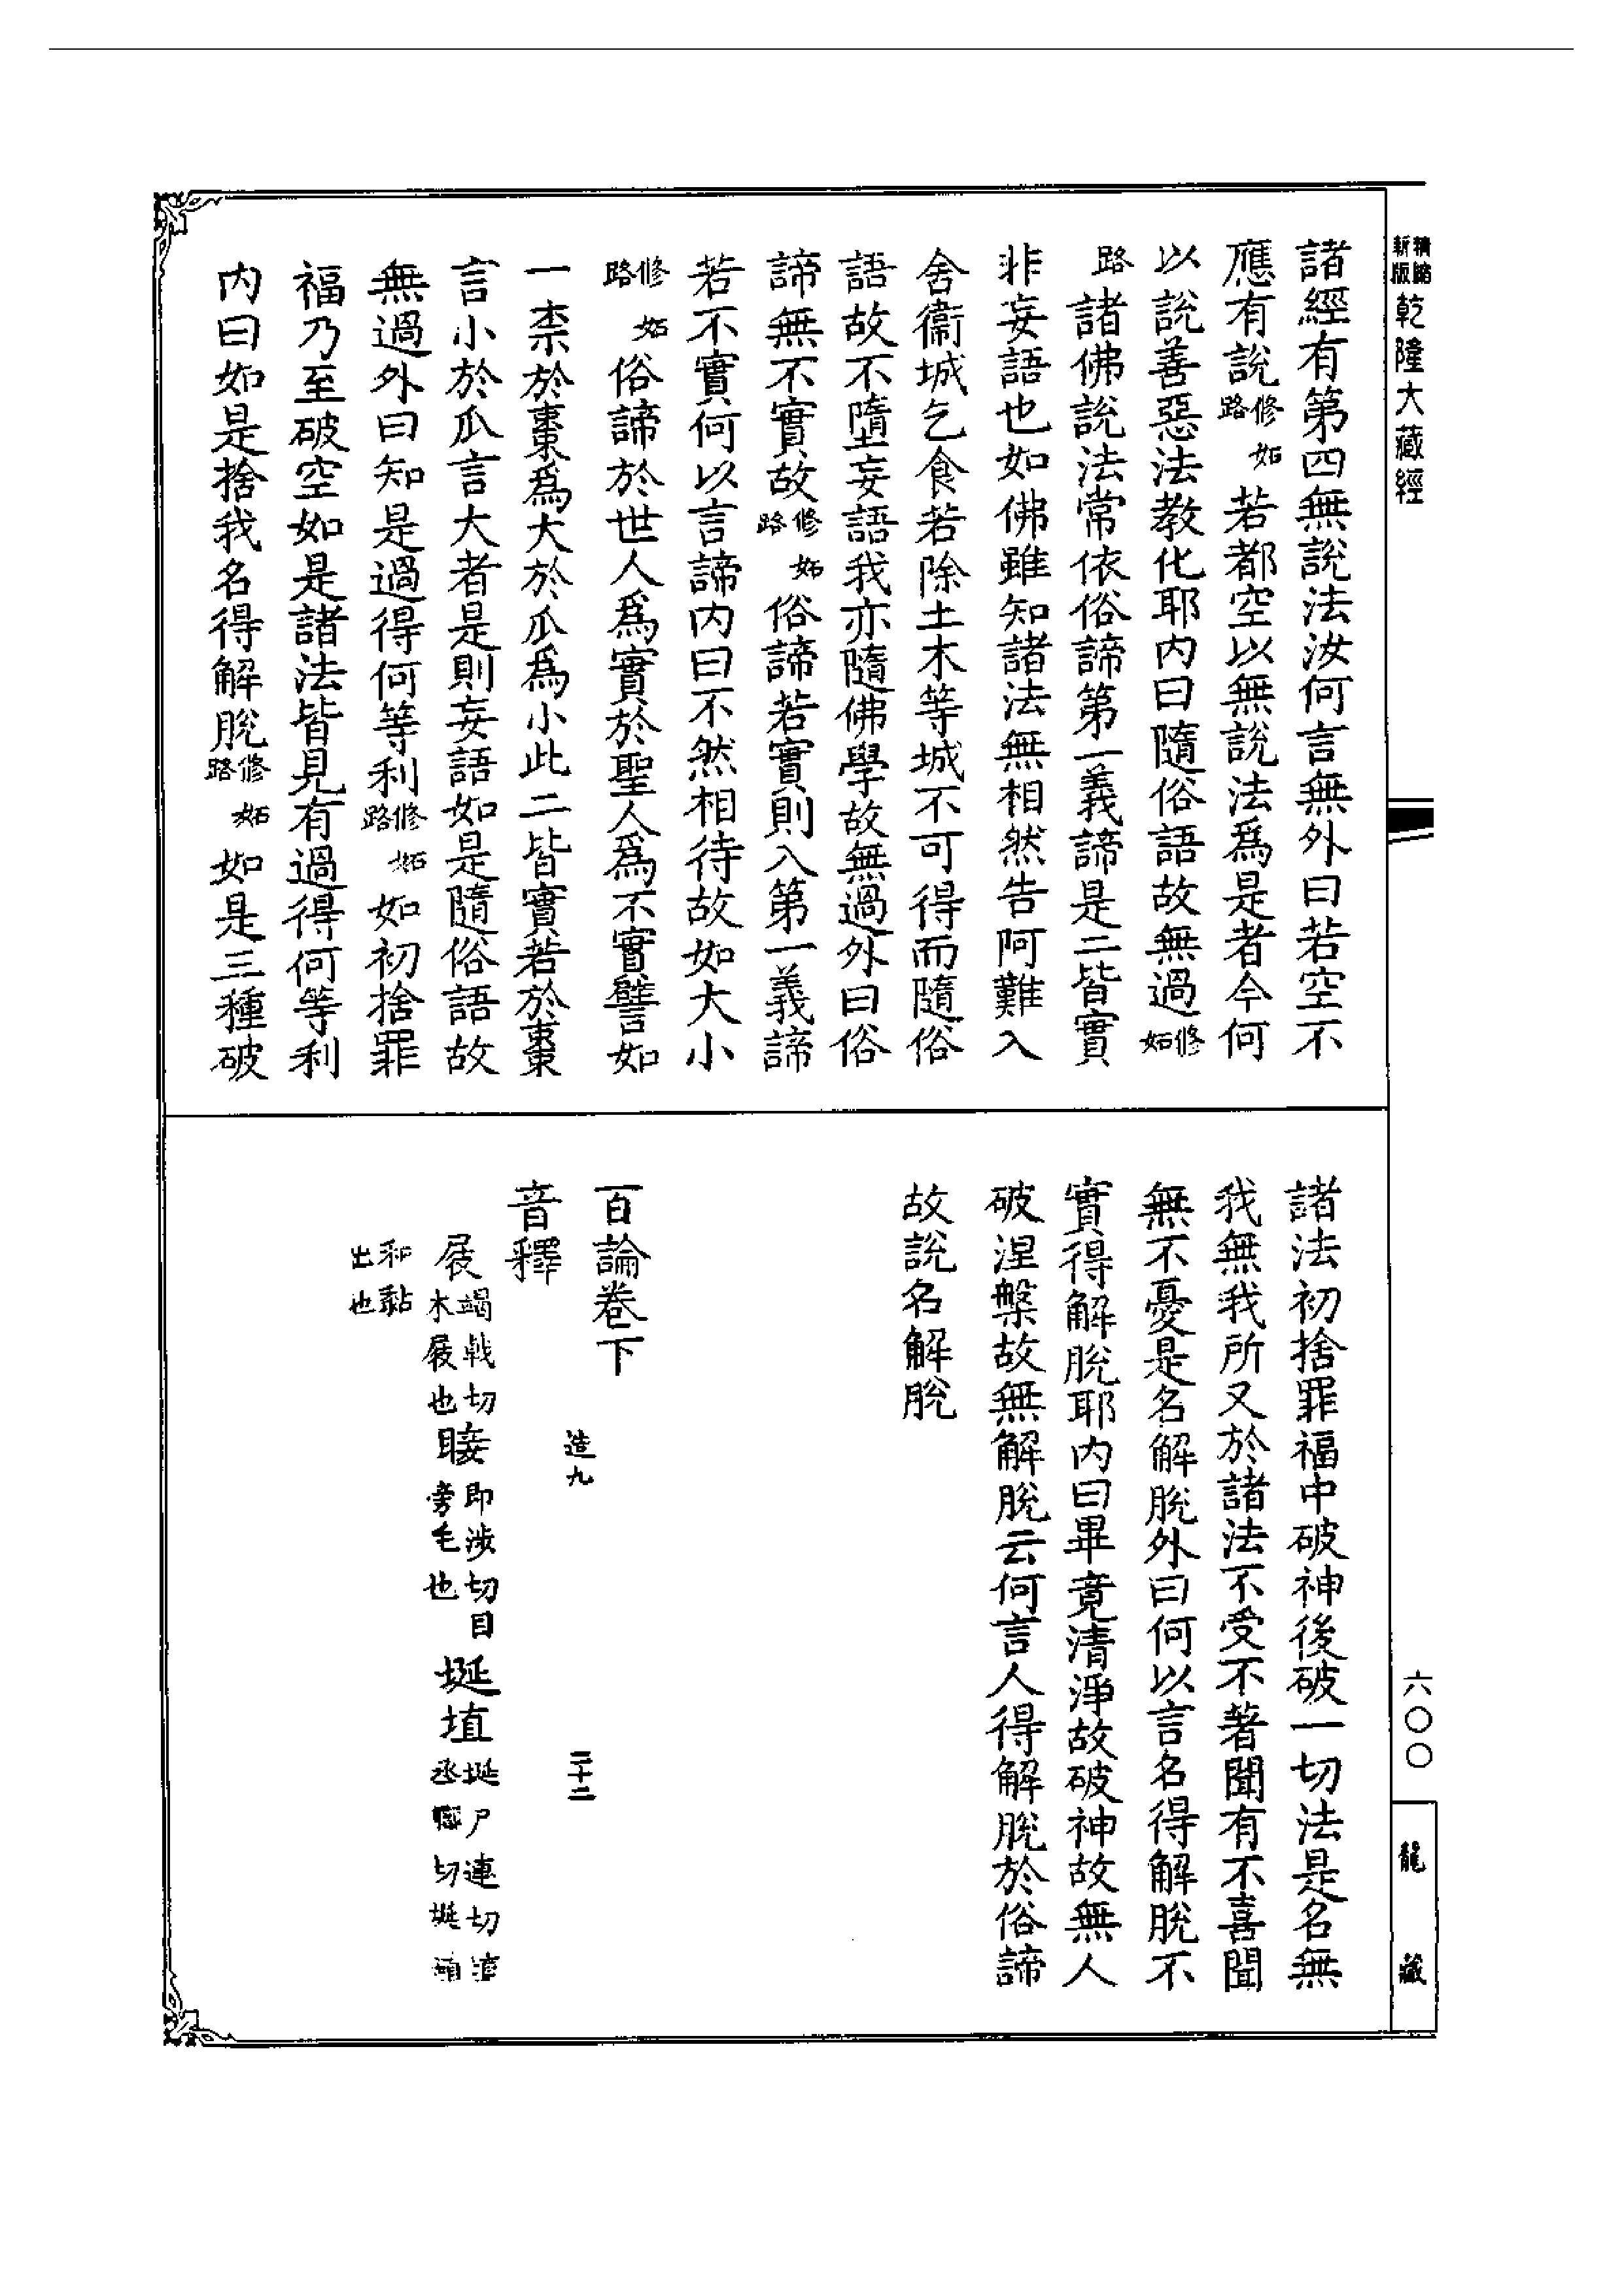 精縮新版乾隆大藏經
諸經有第四無說法汝何言無外曰若空不
應有說修妬路若都空以無說法爲是者今何
以說善惡法教化耶内曰隨俗語故無過修妬
路諸佛說法常依俗諦第一義諦是二皆實
非妄語也如佛雖知諸法無相然告阿難入
舍衞城乞食若除土木等城不可得而隨俗
語故不墮妄語我亦隨佛學故無過外曰俗
諦無不實故修妬路俗諦若實則入第一義諦
若不實何以言諦内曰不然相待故如大小
修妬路俗諦於世人爲實於聖人爲不實譬如
一柰於棗爲大於瓜爲小此二皆實若於棗
言小於瓜言大者是則妄語如是隨俗語故
無過外曰知是過得何等利修妬路如初捨罪
福乃至破空如是諸法皆見有過得何等利
内曰如是捨我名得解脫修妬路如是三種破
諸法初捨罪福中破神後破一切法是名無
我無我所又於諸法不受不著聞有不喜聞
無不憂是名解脫外曰何以言名得解脫不
實得解脫耶内曰畢竟清淨故破神故無人
破涅槃故無解脫云何言人得解脫於俗諦
故說名解脫
百論卷下
造九 二十二
音釋
屐竭戟切木屐也睫即涉切目旁毛也埏埴埏尸連切埴丞職切埏
和黏土也
六〇〇
龍藏